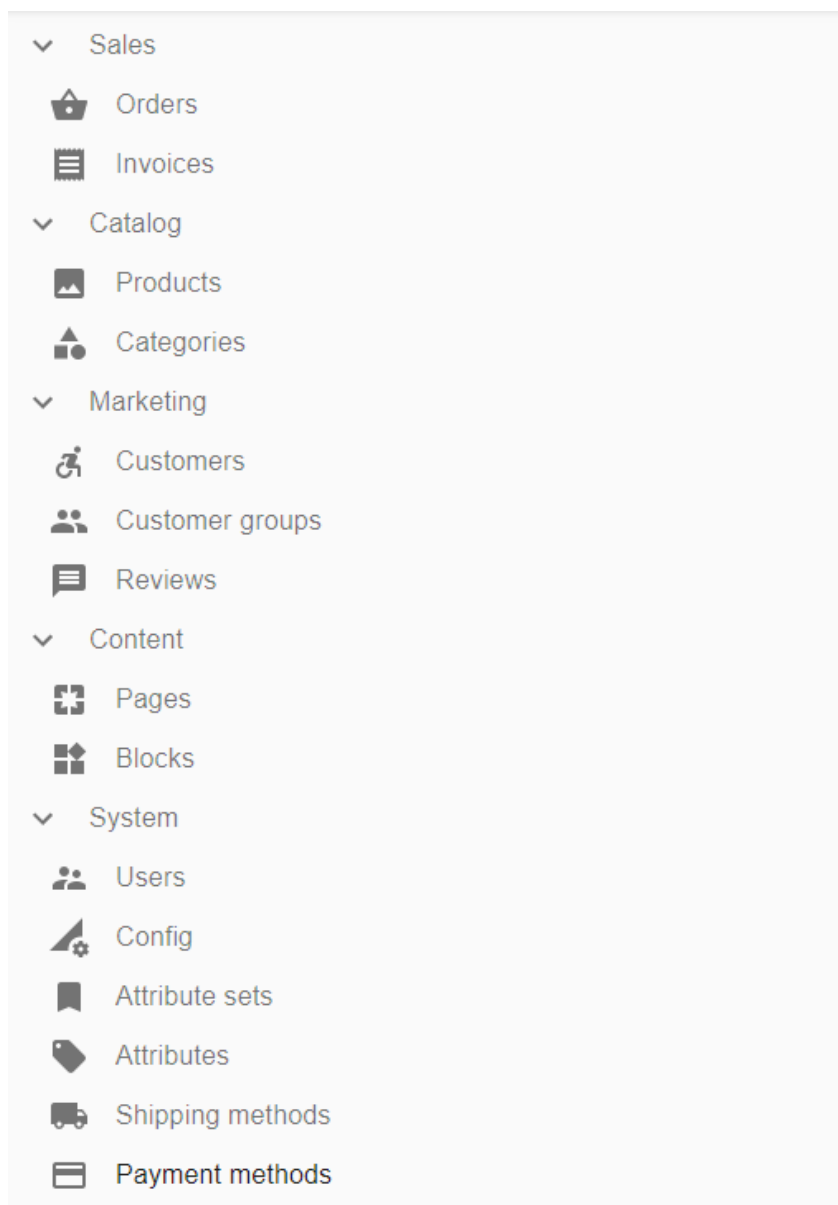 Sales
Orders
Invoices
Catalog
Products
Categories
Marketing
Customers
Customer groups
Reviews
Content
Pages
Blocks
System
Users
Config
Attribute sets
Attributes
Shipping methods
Payment methods